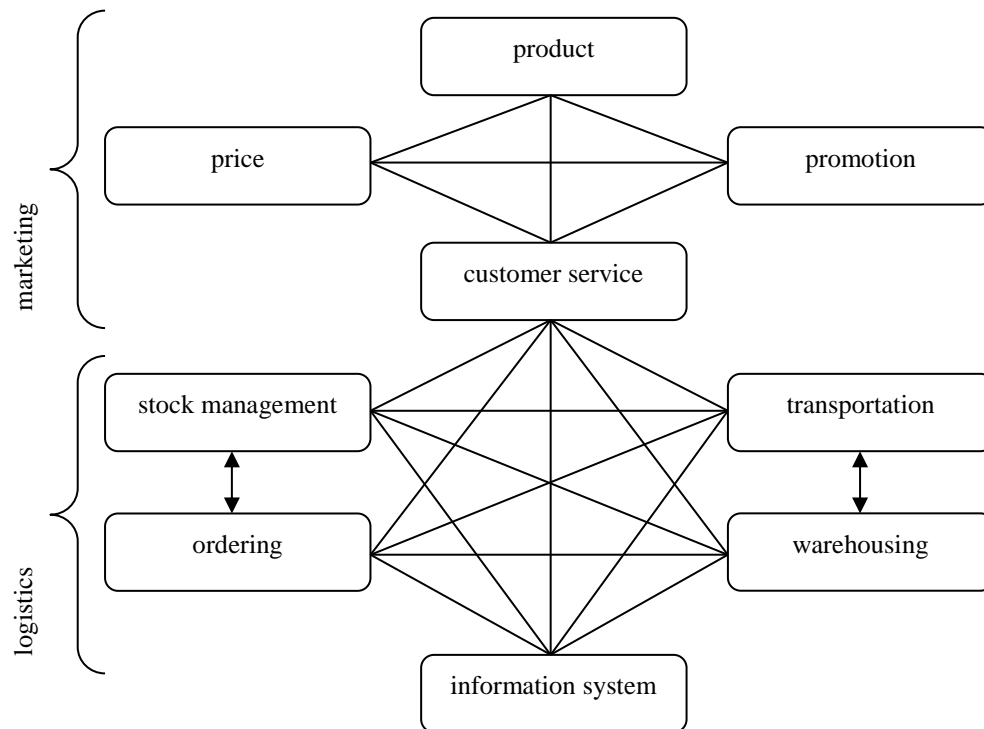 product
price
promotion
marketing
customer service
stock management
transportation
ordering
warehousing
logistics
information system